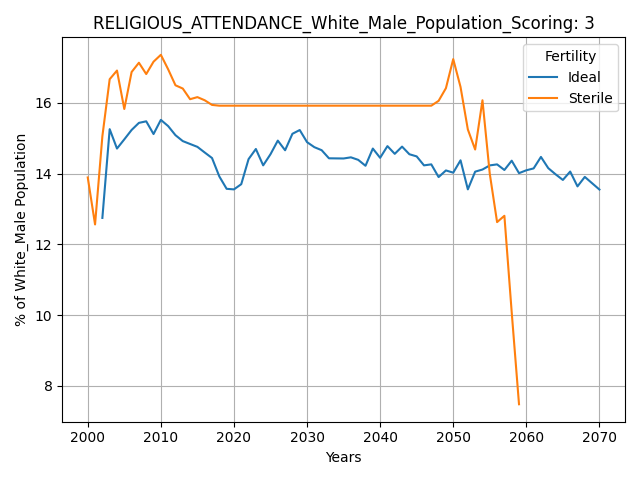 RELIGIOUS_ATTENDANCE_White_Male_Population_Scoring: 3
Fertility
Ideal
Sterile
% of White_Male Population
16
14
12
10
8
2000 2010 2020 2030 2040 2050 2060 2070
Years